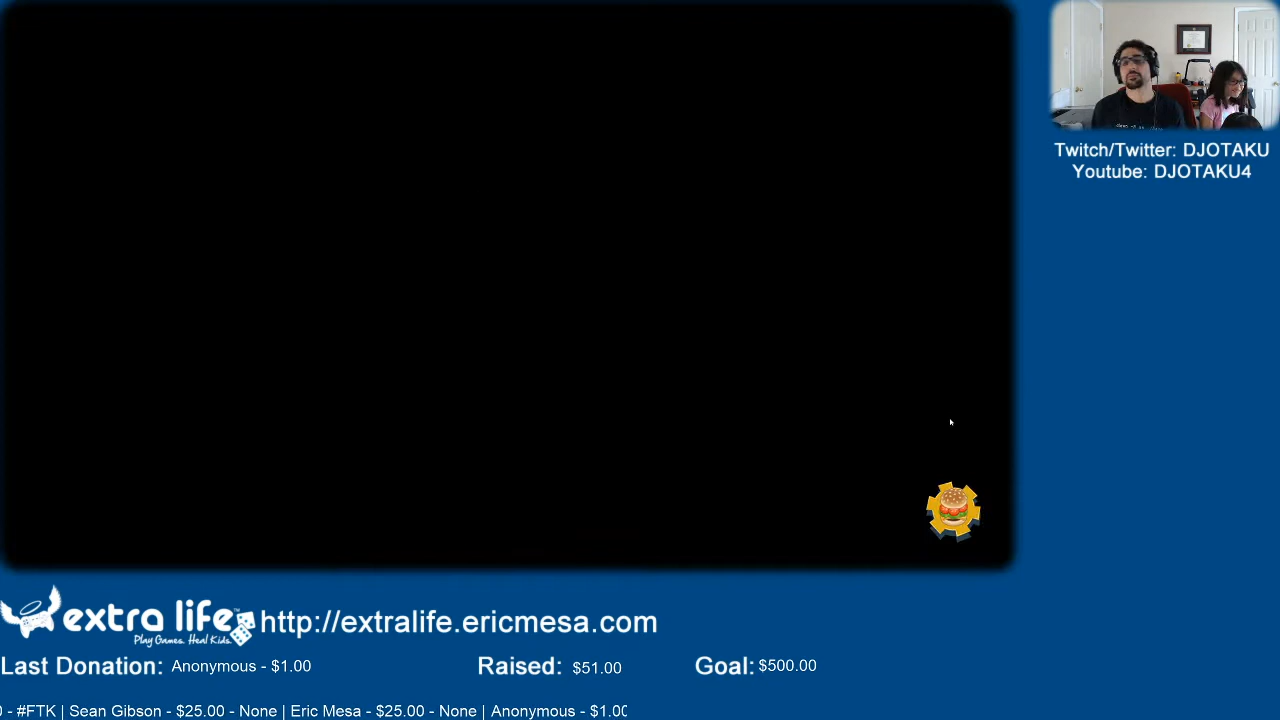 Twitch/Twitter: DJOTAKU
Youtube: DJOTAKU4
extra life
Play Games. Heal Kids.
http://extralife.ericmesa.com
Last Donation: Anonymous - $1.00 Raised: $51.00 Goal: $500.00
0 - #FTK | Sean Gibson - $25.00 - None | Eric Mesa - $25.00 - None | Anonymous - $1.00